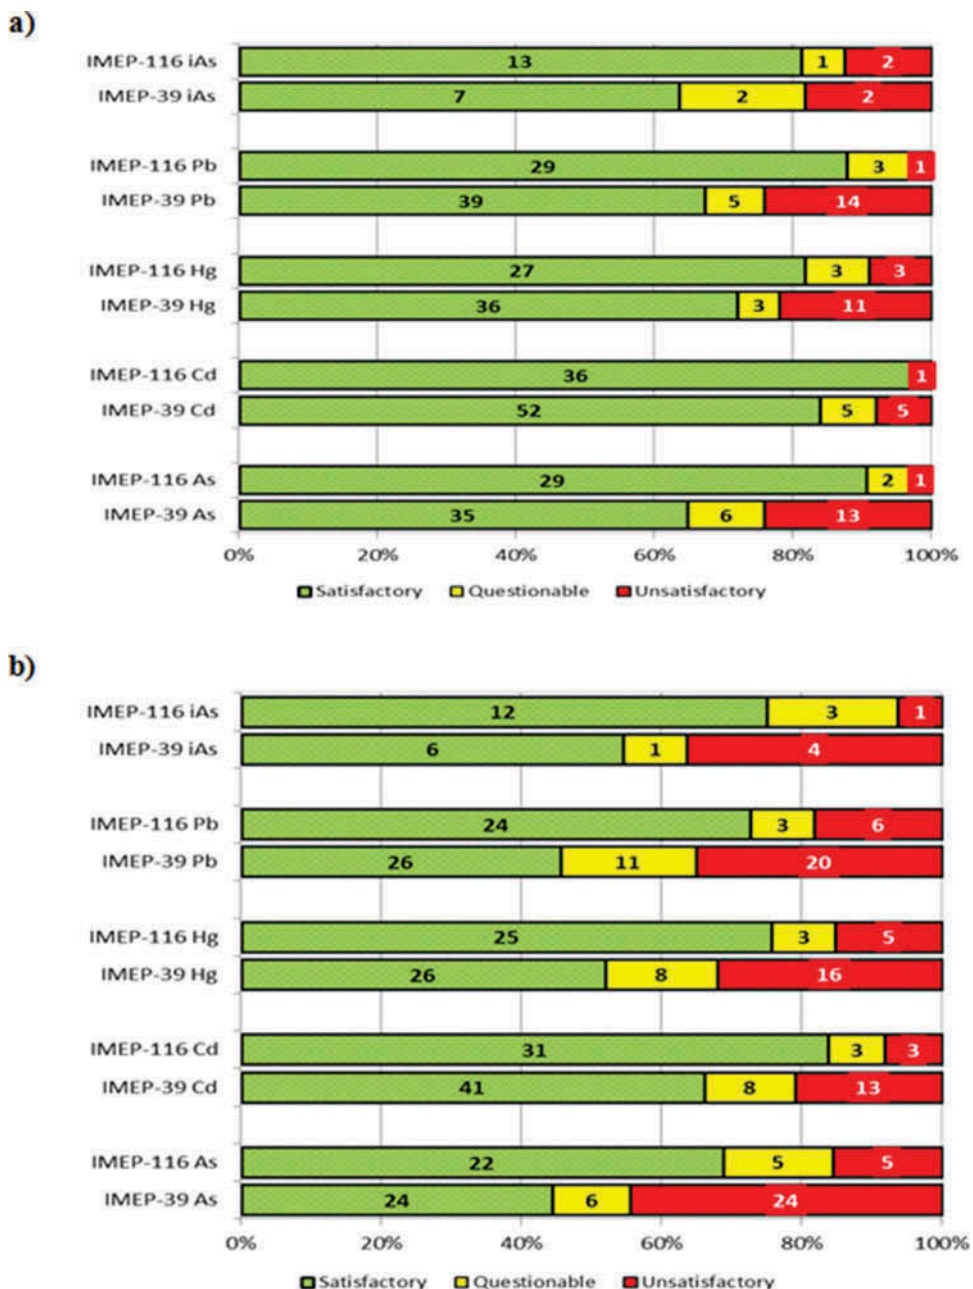 a)
IMEP-116 iAs 13 1 2
IMEP-39 iAs 7 2 2
IMEP-116 Pb 29 3 1
IMEP-39 Pb 39 5 14
IMEP-116 Hg 27 3 3
IMEP-39 Hg 36 3 11
IMEP-116 Cd 36 1
IMEP-39 Cd 52 5 5
IMEP-116 As 29 2 1
IMEP-39 As 35 6 13
0% 20% 40% 60% 80% 100%
Satisfactory Questionable Unsatisfactory
b)
IMEP-116 iAs 12 3 1
IMEP-39 iAs 6 1 4
IMEP-116 Pb 24 3 6
IMEP-39 Pb 26 11 20
IMEP-116 Hg 25 3 5
IMEP-39 Hg 26 8 16
IMEP-116 Cd 31 3 3
IMEP-39 Cd 41 8 13
IMEP-116 As 22 5 5
IMEP-39 As 24 6 24
0% 20% 40% 60% 80% 100%
Satisfactory Questionable Unsatisfactory